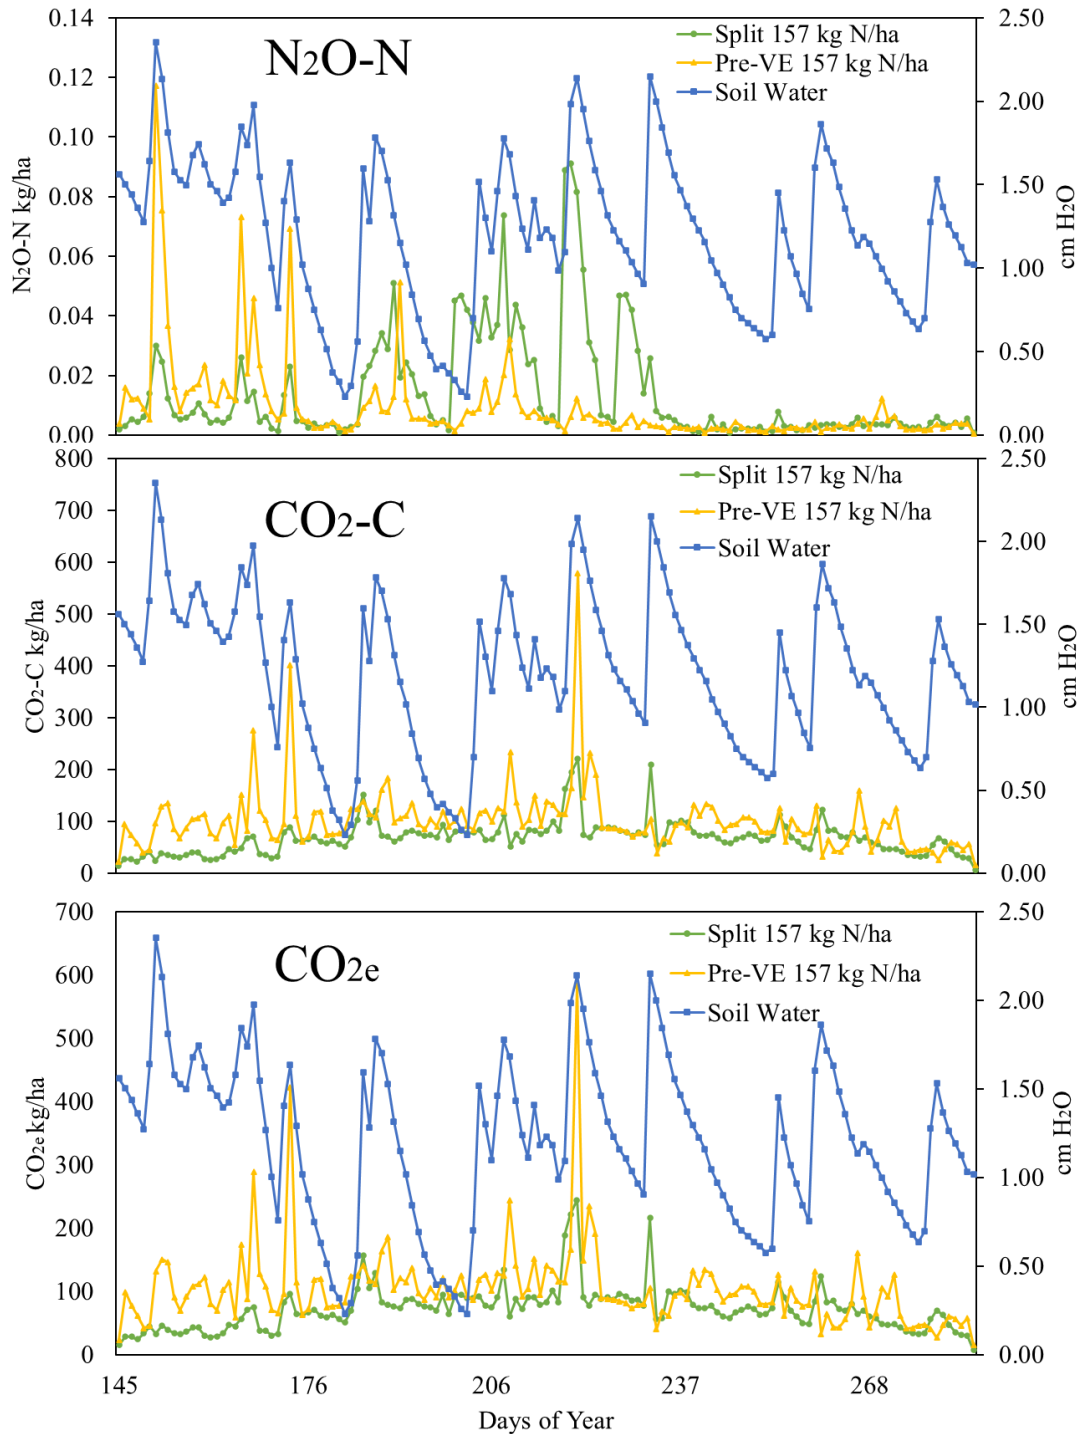 N2O-N
Split 157 kg N/ha
Pre-VE 157 kg N/ha
Soil Water
N2O-N kg/ha
0.14
0.12
0.10
0.08
0.06
0.04
0.02
0.00
2.50
2.00
1.50
1.00
0.50
0.00
cm H2O
CO2-C
Split 157 kg N/ha
Pre-VE 157 kg N/ha
Soil Water
CO2-C kg/ha
800
700
600
500
400
300
200
100
0
2.50
2.00
1.50
1.00
0.50
0.00
cm H2O
CO2e
Split 157 kg N/ha
Pre-VE 157 kg N/ha
Soil Water
CO2e kg/ha
700
600
500
400
300
200
100
0
2.50
2.00
1.50
1.00
0.50
0.00
cm H2O
145 176 206 237 268
Days of Year